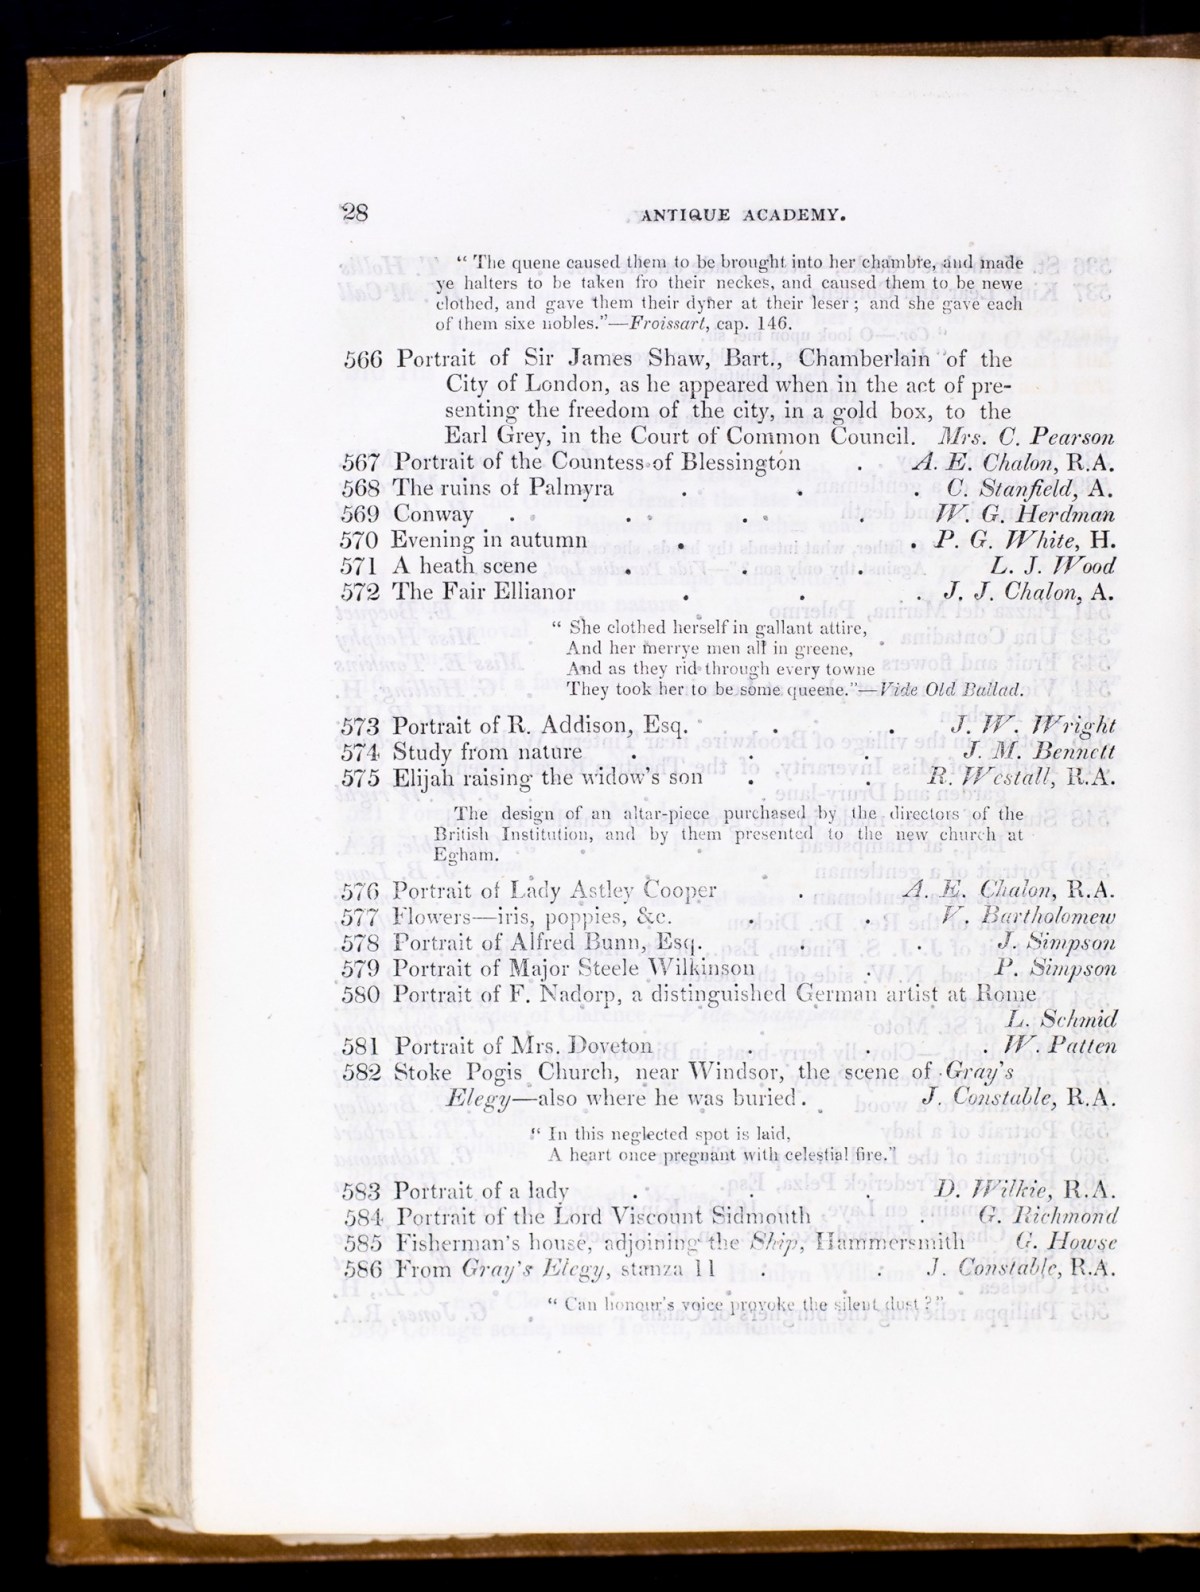 28 ANTIQUE ACADEMY.
“ The quene caused them to be brought into her chambre, and made
ye halters to be taken fro their neckes, and caused them to be newe
clothed, and gave them their dyner at their leser ; and she gave each
of them sixe nobles.”—Froissart, cap. 146.
566 Portrait of Sir James Shaw, Bart., Chamberlain of the
City of London, as he appeared when in the act of pre-
senting the freedom of the city, in a gold box, to the
Earl Grey, in the Court of Common Council. Mrs. C. Pearson
567 Portrait of the Countess of Blessington . . A. E. Chalon, R.A.
568 The ruins of Palmyra . . . C. Stanfield, A.
569 Conway . . . . W. G. Herdman
570 Evening in autumn . . P. G. White, H.
571 A heath scene . . . L. J. Wood
572 The Fair Ellianor . . . J. J. Chalon, A.
“ She clothed herself in gallant attire,
And her merrye men all in greene,
And as they rid through every towne
They took her to be some queene.”—Vide Old Ballad.
573 Portrait of R. Addison, Esq. . . J. W. Wright
574 Study from nature . . . J. M. Bennett
575 Elijah raising the widow’s son . . R. Westall, R.A.
The design of an altar-piece purchased by the directors of the
British Institution, and by them presented to the new church at
Egham.
576 Portrait of Lady Astley Cooper . A. E. Chalon, R.A.
577 Flowers—iris, poppies, &c. . . V. Bartholomew
578 Portrait of Alfred Bunn, Esq. . . J. Simpson
579 Portrait of Major Steele Wilkinson . P. Simpson
580 Portrait of F. Nadorp, a distinguished German artist at Rome
L. Schmid
581 Portrait of Mrs. Doveton . . . W. Patten
582 Stoke Pogis Church, near Windsor, the scene of Gray’s
Elegy—also where he was buried . J. Constable, R.A.
“ In this neglected spot is laid,
A heart once pregnant with celestial fire.”
583 Portrait of a lady . . . D. Wilkie, R.A.
584 Portrait of the Lord Viscount Sidmouth . G. Richmond
585 Fisherman’s house, adjoining the Ship, Hammersmith G. Howse
586 From Gray’s Elegy, stanza 11 . . J. Constable, R.A.
“ Can honour’s voice provoke the silent dust ?”